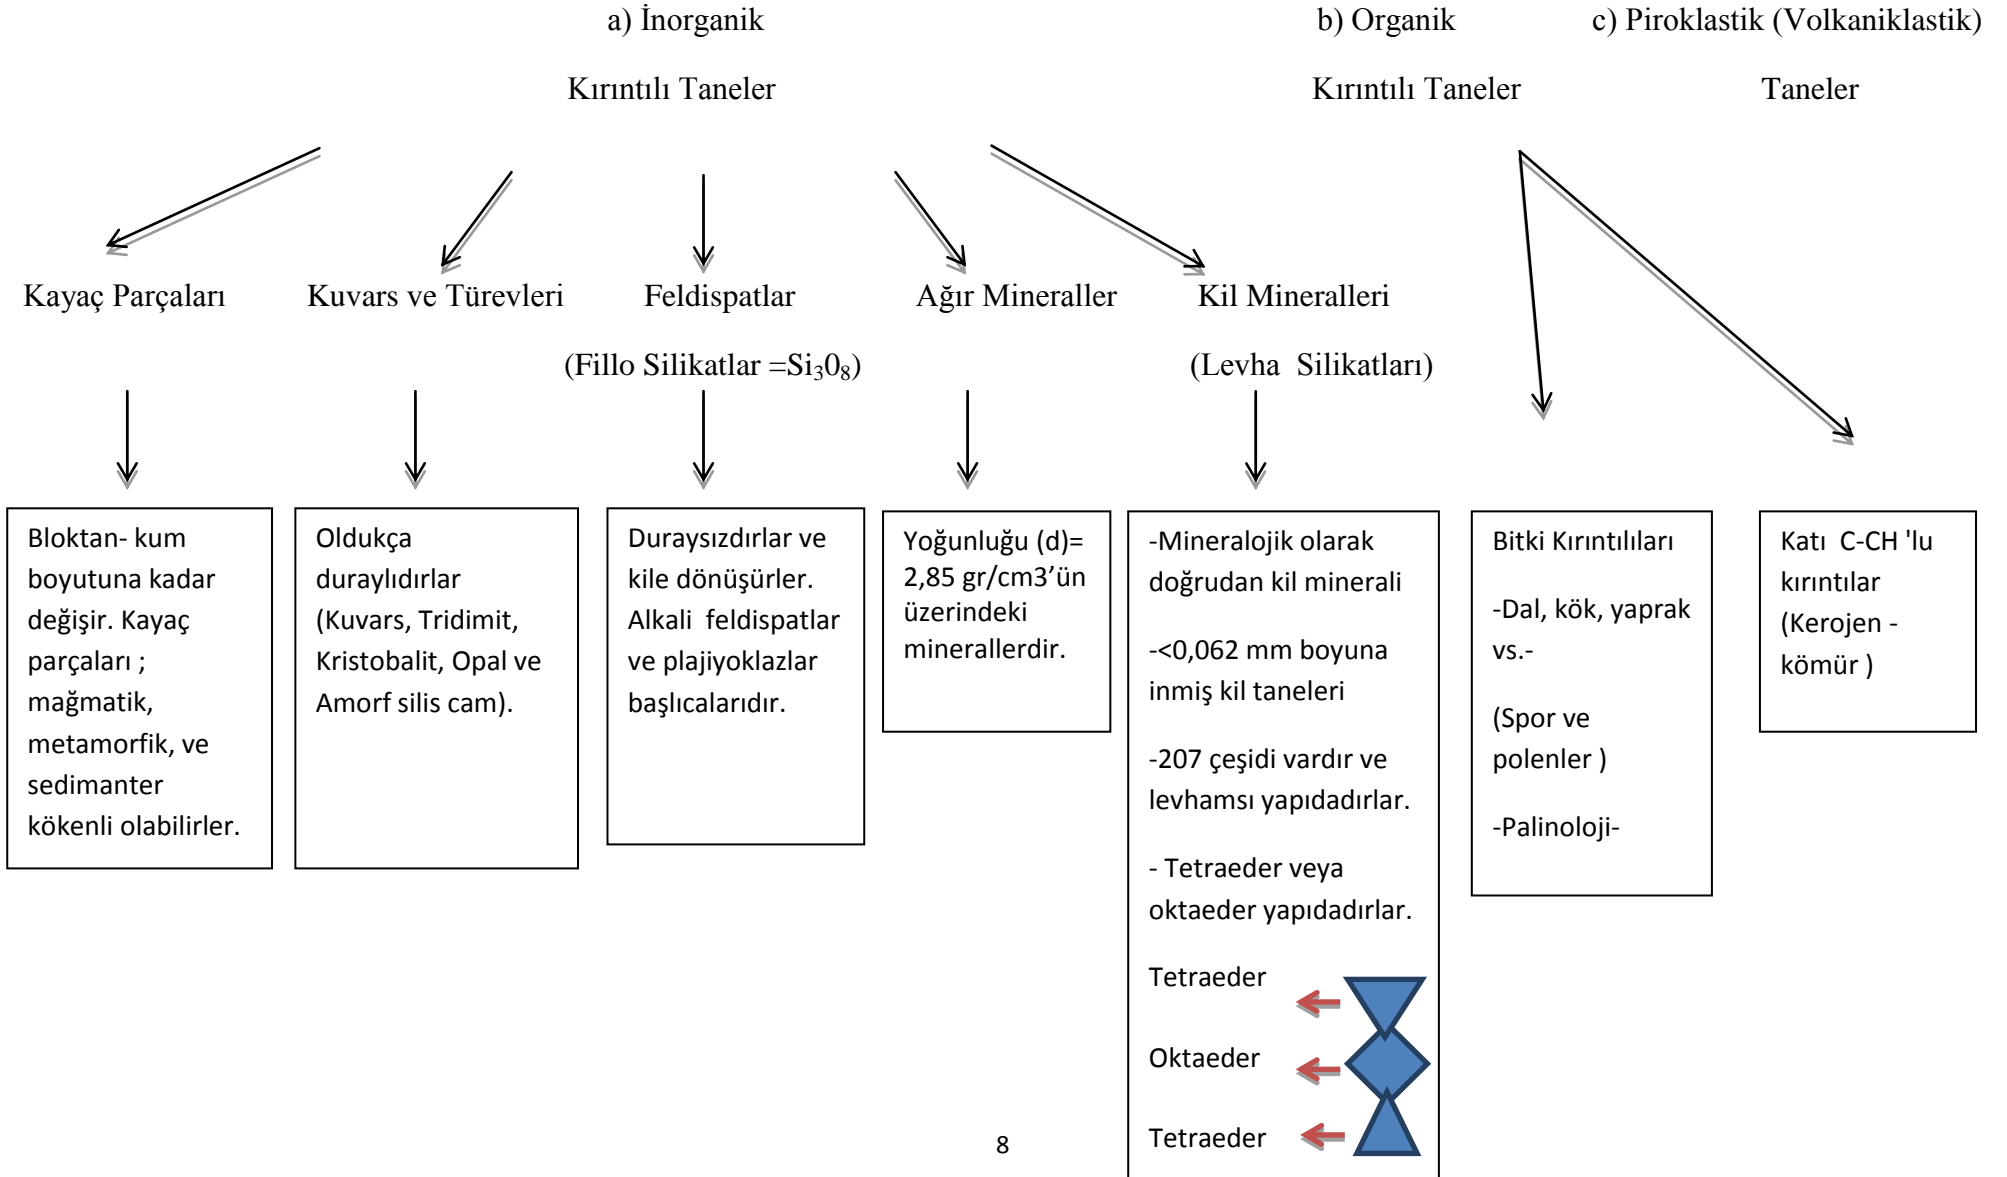 a) İnorganik
Kırıntılı Taneler
b) Organik
Kırıntılı Taneler
c) Piroklastik (Volkaniklastik)
Taneler
Kayaç Parçaları
Kuvars ve Türevleri
Feldispatlar
(Fillo Silikatlar =Si₃0₈)
Ağır Mineraller
Kil Mineralleri
(Levha Silikatları)
Bloktan- kum
boyutuna kadar
değişir. Kayaç
parçaları ;
mağmatik,
metamorfik, ve
sedimanter
kökenli olabilirler.
Oldukça
duraylıdırlar
(Kuvars, Tridimit,
Kristobalit, Opal ve
Amorf silis cam).
Duraysızdırlar ve
kile dönüşürler.
Alkali feldispatlar
ve plajiyoklazlar
başlıcalarıdır.
Yoğunluğu (d)=
2,85 gr/cm3’ün
üzerindeki
minerallerdir.
-Mineralojik olarak
doğrudan kil minerali
-<0,062 mm boyuna
inmiş kil taneleri
-207 çeşidi vardır ve
levhamsı yapıdadırlar.
- Tetraeder veya
oktaeder yapıdadırlar.
Tetraeder
Oktaeder
Tetraeder
Bitki Kırıntılıları
-Dal, kök, yaprak
vs.-
(Spor ve
polenler )
-Palinoloji-
Katı C-CH 'lu
kırıntılar
(Kerojen -
kömür )
8